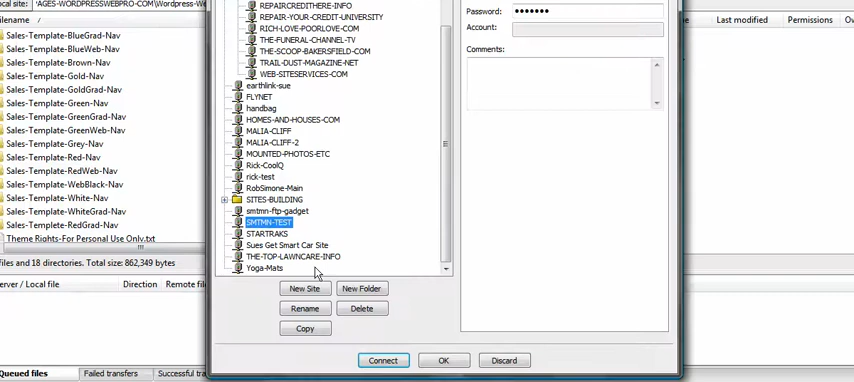 ocal site: \AGES-WORDPRESSWEBPRO-COM\Wordpress-We
ilename
Sales-Template-BlueGrad-Nav
Sales-Template-BlueWeb-Nav
Sales-Template-Brown-Nav
Sales-Template-Gold-Nav
Sales-Template-GoldGrad-Nav
Sales-Template-Green-Nav
Sales-Template-GreenGrad-Nav
Sales-Template-GreenWeb-Nav
Sales-Template-Grey-Nav
Sales-Template-Red-Nav
Sales-Template-RedWeb-Nav
Sales-Template-WebBlack-Nav
Sales-Template-White-Nav
Sales-Template-WhiteGrad-Nav
Sales-Template-RedGrad-Nav
Theme Rights-For Personal Use Only.txt
files and 18 directories. Total size: 862,349 bytes
erver / Local file Direction Remote file
Queued files Failed transfers Successful tra
REPAIRCREDITHERE-INFO
REPAIR-YOUR-CREDIT-UNIVERSITY
RICH-LOVE-POORLOVE-COM
THE-FUNERAL-CHANNEL-TV
THE-SCOOP-BAKERSFIELD-COM
TRAIL-DUST-MAGAZINE-NET
WEB-SITESERVICES-COM
earthlink-sue
FLYNET
handbag
HOMES-AND-HOUSES-COM
MALIA-CLIFF
MALIA-CLIFF-2
MOUNTED-PHOTOS-ETC
Rick-CoolQ
rick-test
RobSimone-Main
SITES-BUILDING
smtmn-ftp-gadget
SMTMN-TEST
STARTRAKS
Sues Get Smart Car Site
THE-TOP-LAWNCARE-INFO
Yoga-Mats
New Site New Folder
Rename Delete
Copy
Connect OK Discard
Password: •••••••
Account:
Comments:
Last modified Permissions Ov